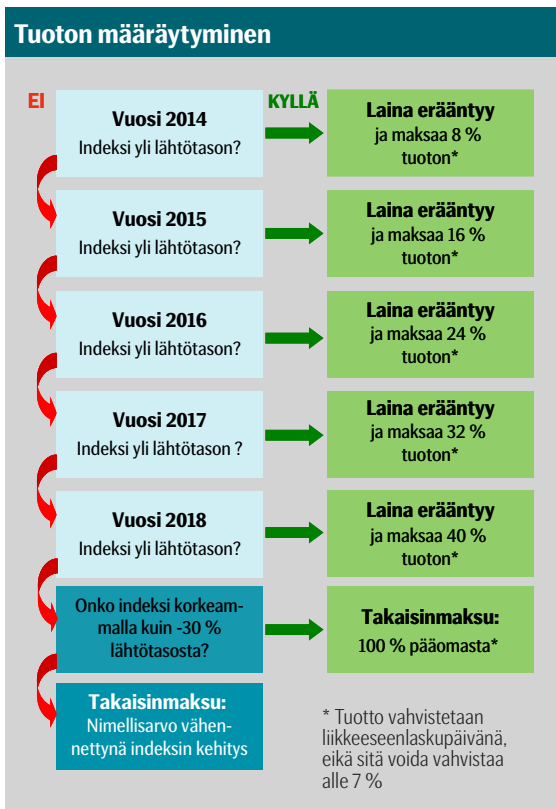 Tuoton määräytyminen
EI
KYLLÄ
Vuosi 2014
Indeksi yli lähtötason?
Laina erääntyy
ja maksaa 8 %
tuoton*
Vuosi 2015
Indeksi yli lähtötason?
Laina erääntyy
ja maksaa 16 %
tuoton*
Vuosi 2016
Indeksi yli lähtötason?
Laina erääntyy
ja maksaa 24 %
tuoton*
Vuosi 2017
Indeksi yli lähtötason ?
Laina erääntyy
ja maksaa 32 %
tuoton*
Vuosi 2018
Indeksi yli lähtötason?
Laina erääntyy
ja maksaa 40 %
tuoton*
Onko indeksi korkeam-
malla kuin -30 %
lähtötasosta?
Takaisinmaksu:
100 % pääomasta*
Takaisinmaksu:
Nimellisarvo vähen-
nettynä indeksin kehitys
* Tuotto vahvistetaan
liikkeeseenlaskupäivänä,
eikä sitä voida vahvistaa
alle 7 %